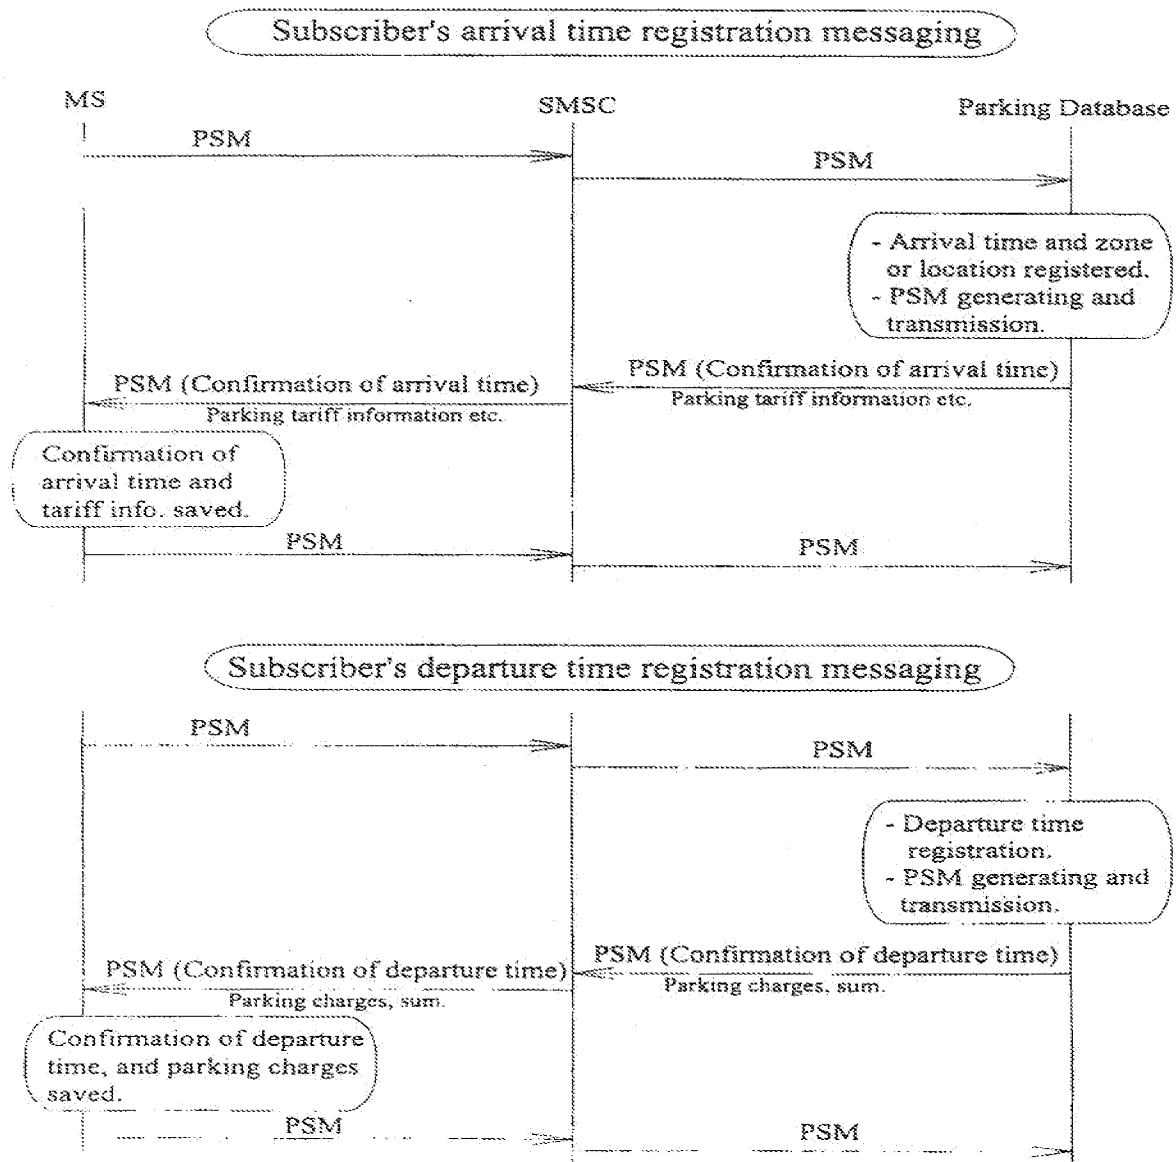 Subscriber's arrival time registration messaging
MS
SMSC
Parking Database
PSM
PSM
- Arrival time and zone
or location registered.
- PSM generating and
transmission.
PSM (Confirmation of arrival time)
Parking tariff information etc.
PSM (Confirmation of arrival time)
Parking tariff information etc.
Confirmation of
arrival time and
tariff info. saved.
PSM
PSM
Subscriber's departure time registration messaging
PSM
PSM
- Departure time
registration.
- PSM generating and
transmission.
PSM (Confirmation of departure time)
Parking charges, sum.
PSM (Confirmation of departure time)
Parking charges, sum.
Confirmation of departure
time, and parking charges
saved.
PSM
PSM